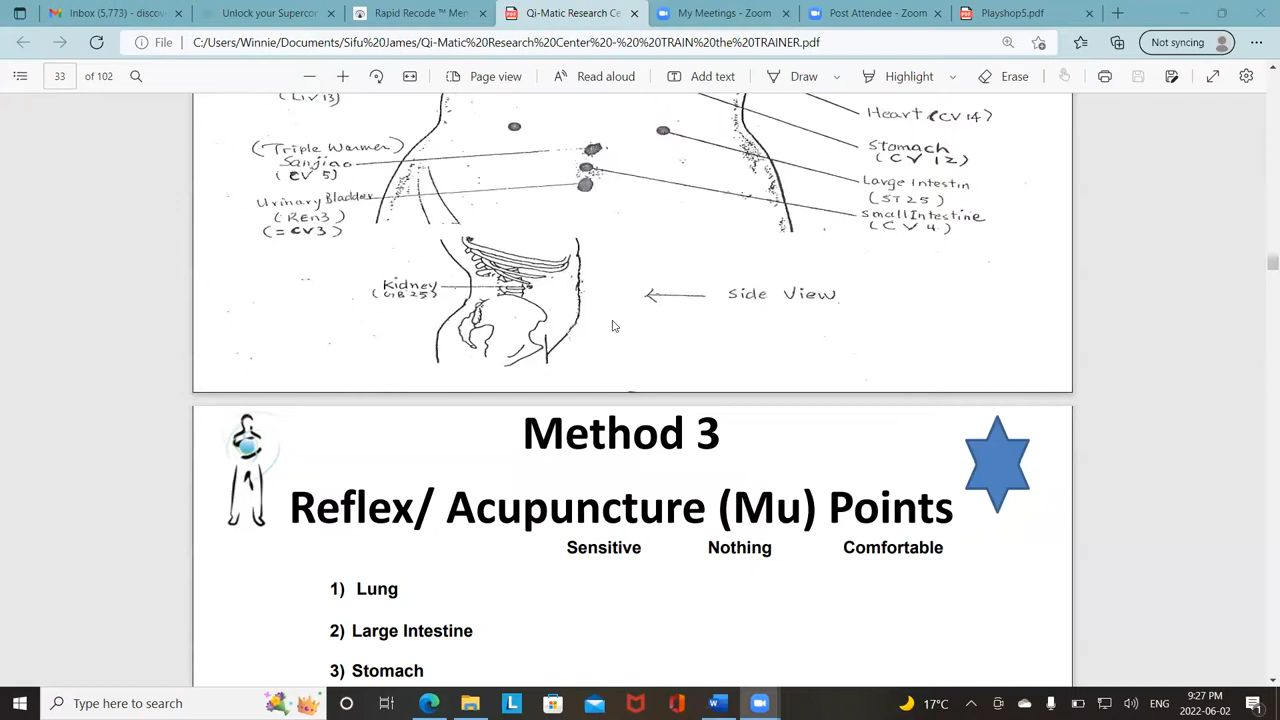 Inbox (5,773) - discov
Unlock your Supercor
Rapid Recode ™ Mem
Qi-Matic Research Ce
My Meetings - Zoom
Post Attendee - Zoom
Playshop5.pdf
File
C:/Users/Winnie/Documents/Sifu%20James/Qi-Matic%20Research%20Center%20-%20%20TRAIN%20the%20TRAINER.pdf
Not syncing
33 of 102
Page view
Read aloud
Add text
Draw
Highlight
Erase
(Liv13)
Heart (CV 14)
(Triple Warmer)
Sanjiao
(CV 5)
Stomach
(CV 12)
Urinary Bladder
(Ren3)
(= CV3)
Large Intestin
(ST 25)
Small Intestine
(CV 4)
Kidney
(GB 25)
Side View
Method 3
Reflex/ Acupuncture (Mu) Points
Sensitive Nothing Comfortable
1) Lung
2) Large Intestine
3) Stomach
Type here to search
17°C
9:27 PM
2022-06-02